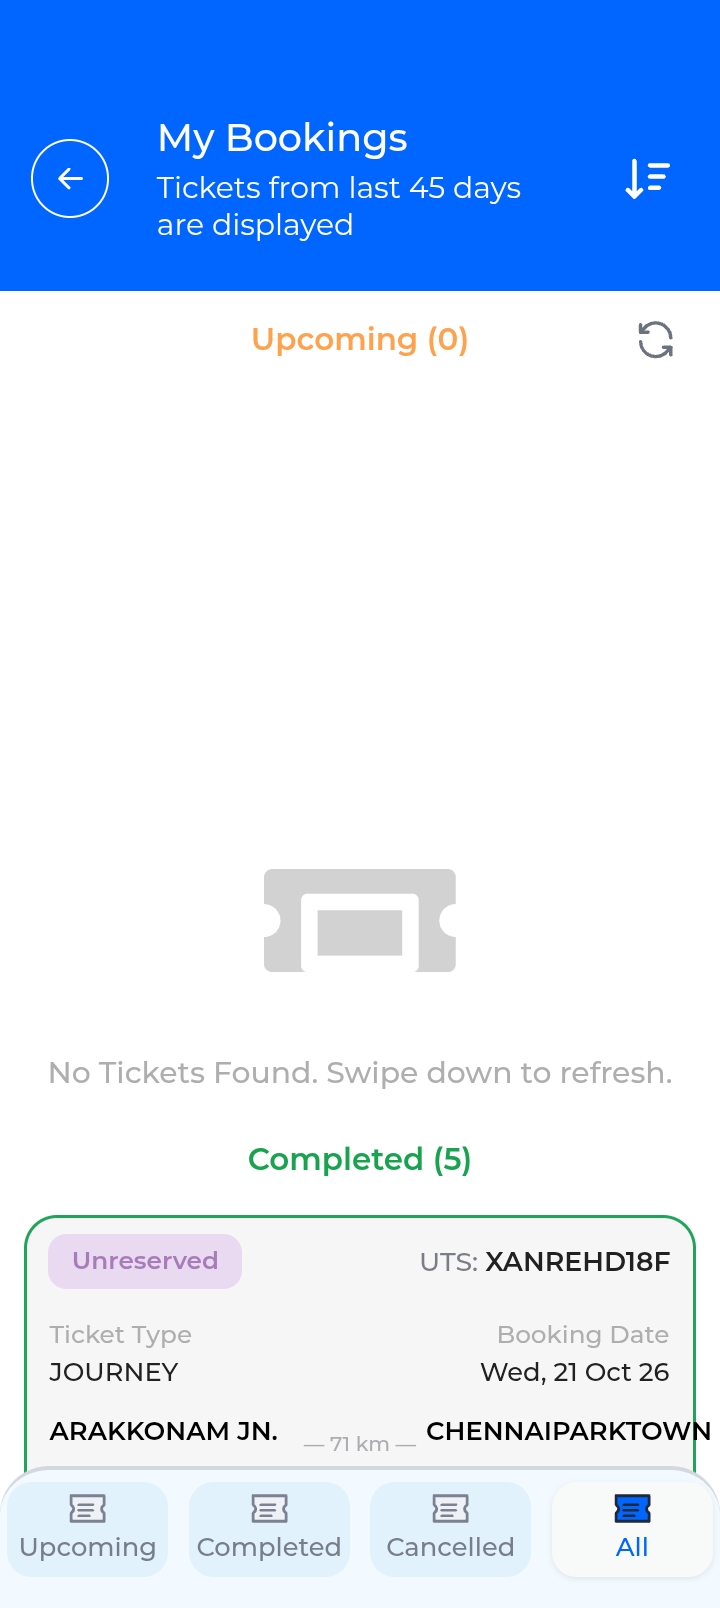 My Bookings
Tickets from last 45 days
are displayed
Upcoming (0)
No Tickets Found. Swipe down to refresh.
Completed (5)
Unreserved
UTS: XANREHD18F
Ticket Type
Booking Date
JOURNEY
Wed, 21 Oct 26
ARAKKONAM JN.
— 71 km —
CHENNAIPARKTOWN
Upcoming
Completed
Cancelled
All